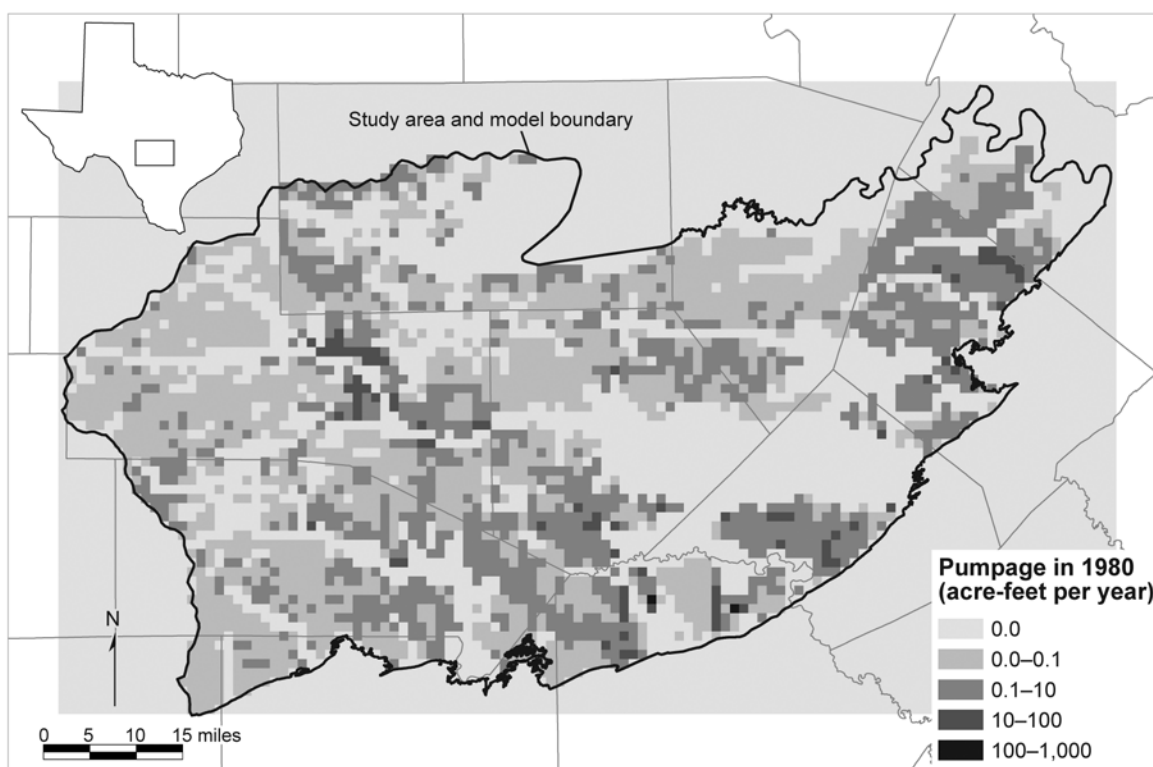 Study area and model boundary
N
0 5 10 15 miles
Pumpage in 1980
(acre-feet per year)
0.0
0.0–0.1
0.1–10
10–100
100–1,000